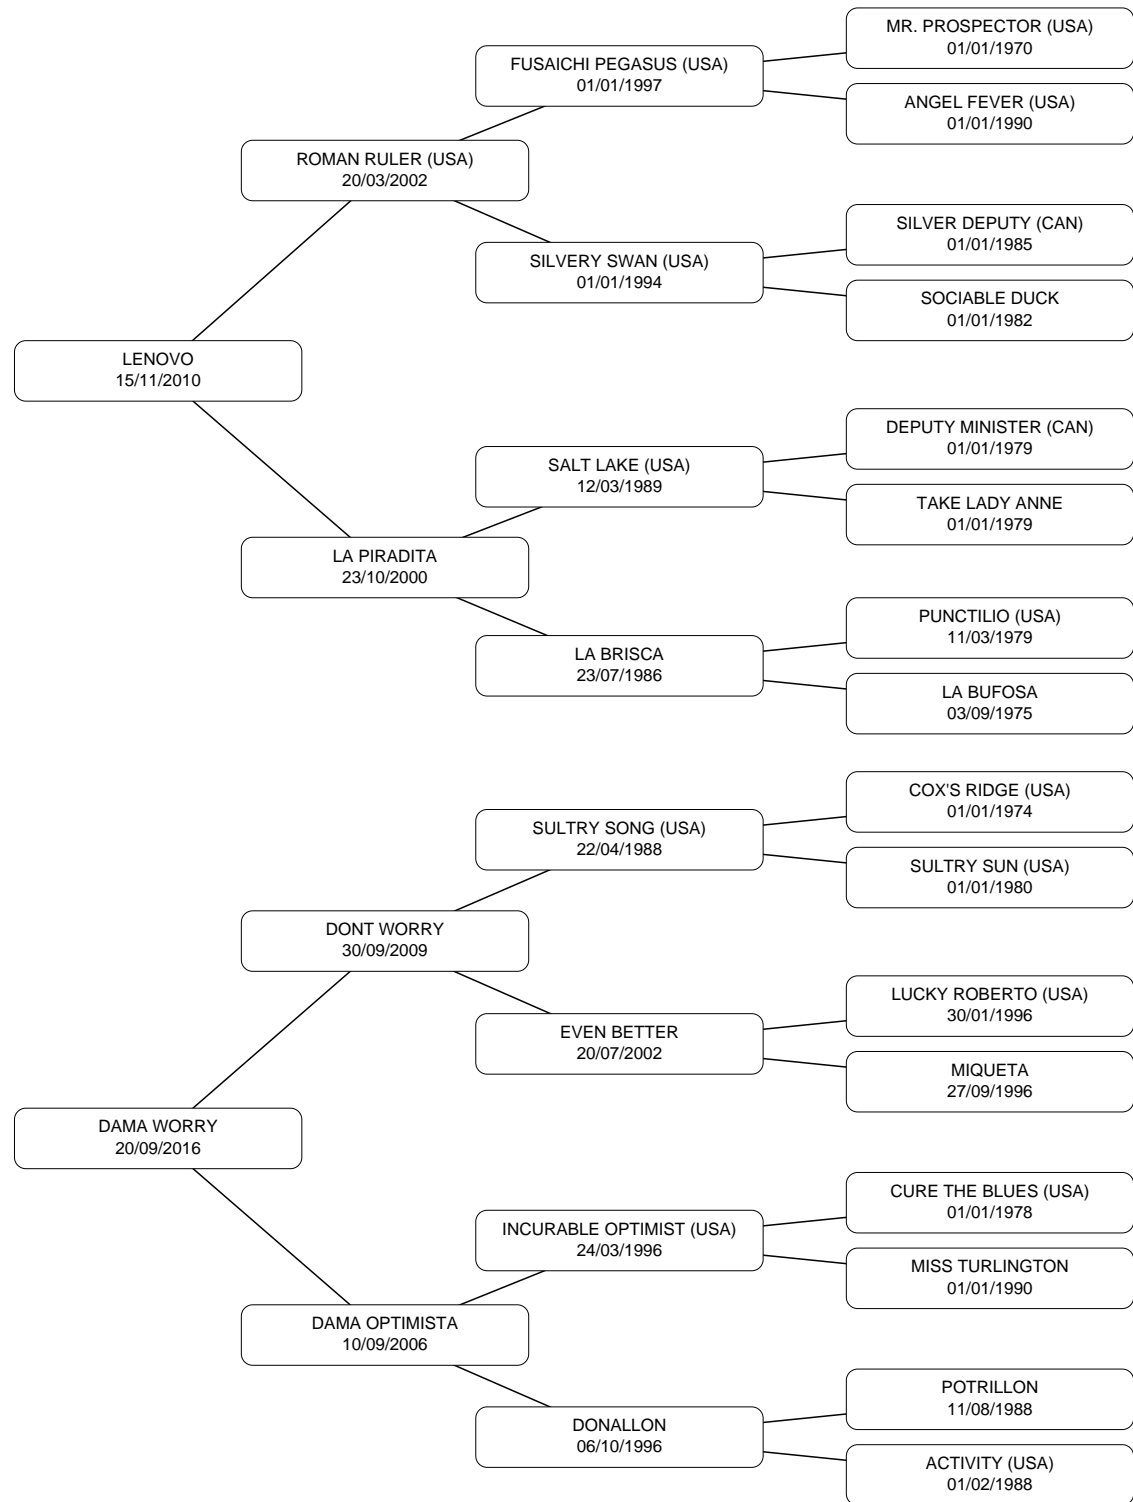 MR. PROSPECTOR (USA)
01/01/1970
FUSAICHI PEGASUS (USA)
01/01/1997
ANGEL FEVER (USA)
01/01/1990
ROMAN RULER (USA)
20/03/2002
SILVER DEPUTY (CAN)
01/01/1985
SILVERY SWAN (USA)
01/01/1994
SOCIABLE DUCK
01/01/1982
LENOVO
15/11/2010
DEPUTY MINISTER (CAN)
01/01/1979
SALT LAKE (USA)
12/03/1989
TAKE LADY ANNE
01/01/1979
LA PIRADITA
23/10/2000
PUNCTILIO (USA)
11/03/1979
LA BRISCA
23/07/1986
LA BUFOSA
03/09/1975
COX'S RIDGE (USA)
01/01/1974
SULTRY SONG (USA)
22/04/1988
SULTRY SUN (USA)
01/01/1980
DONT WORRY
30/09/2009
LUCKY ROBERTO (USA)
30/01/1996
EVEN BETTER
20/07/2002
MIQUETA
27/09/1996
DAMA WORRY
20/09/2016
CURE THE BLUES (USA)
01/01/1978
INCURABLE OPTIMIST (USA)
24/03/1996
MISS TURLINGTON
01/01/1990
DAMA OPTIMISTA
10/09/2006
POTRILLON
11/08/1988
DONALLON
06/10/1996
ACTIVITY (USA)
01/02/1988